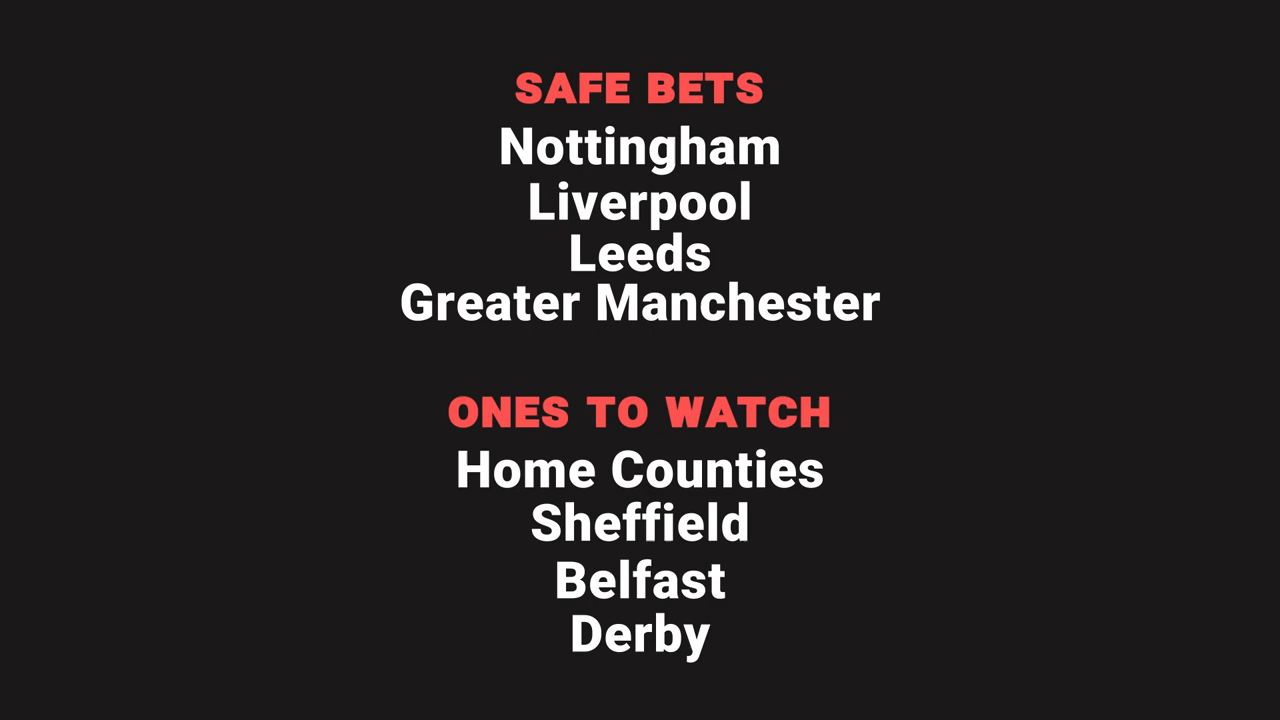 SAFE BETS
Nottingham
Liverpool
Leeds
Greater Manchester
ONES TO WATCH
Home Counties
Sheffield
Belfast
Derby